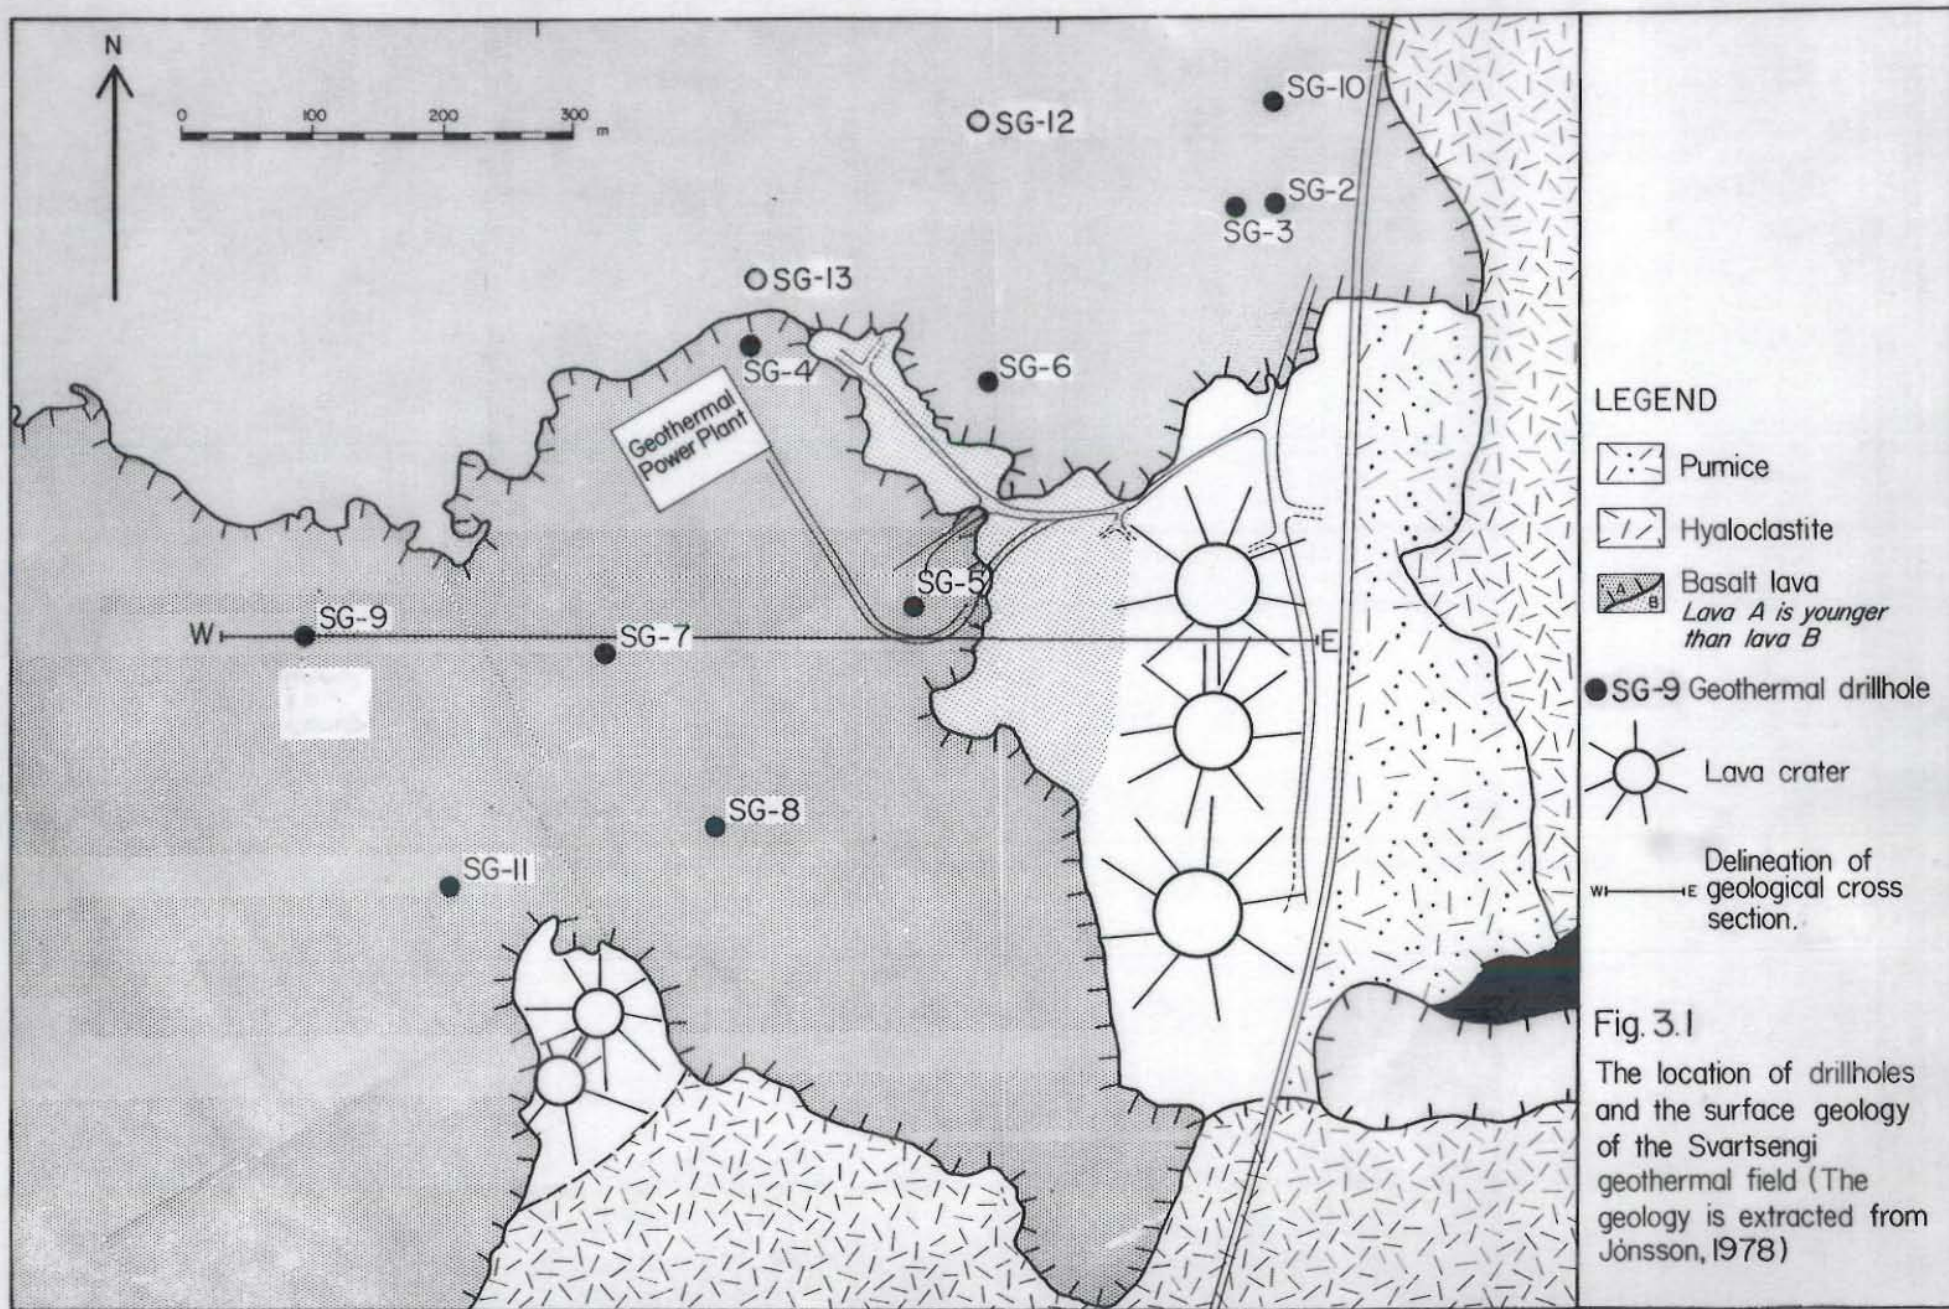 N
0 100 200 300 m
SG-10
SG-12
SG-2
SG-3
SG-13
SG-4
SG-6
Geothermal
Power Plant
SG-5
SG-9
W
SG-7
E
SG-8
SG-11
LEGEND
Pumice
Hyaloclastite
A
B
Basalt lava
Lava A is younger
than lava B
SG-9 Geothermal drillhole
Lava crater
W E
Delineation of
geological cross
section.
Fig. 3.1
The location of drillholes
and the surface geology
of the Svartsengi
geothermal field (The
geology is extracted from
Jónsson, 1978)